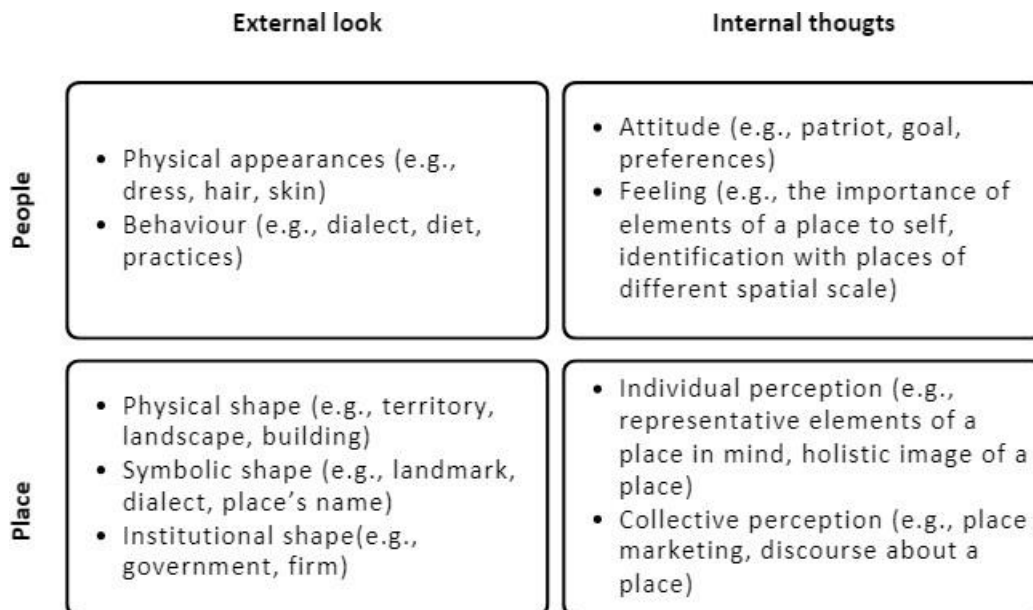 External look
Internal thougts
People
• Physical appearances (e.g.,
dress, hair, skin)
• Behaviour (e.g., dialect, diet,
practices)
• Attitude (e.g., patriot, goal,
preferences)
• Feeling (e.g., the importance of
elements of a place to self,
identification with places of
different spatial scale)
Place
• Physical shape (e.g., territory,
landscape, building)
• Symbolic shape (e.g., landmark,
dialect, place’s name)
• Institutional shape(e.g.,
government, firm)
• Individual perception (e.g.,
representative elements of a
place in mind, holistic image of a
place)
• Collective perception (e.g., place
marketing, discourse about a
place)